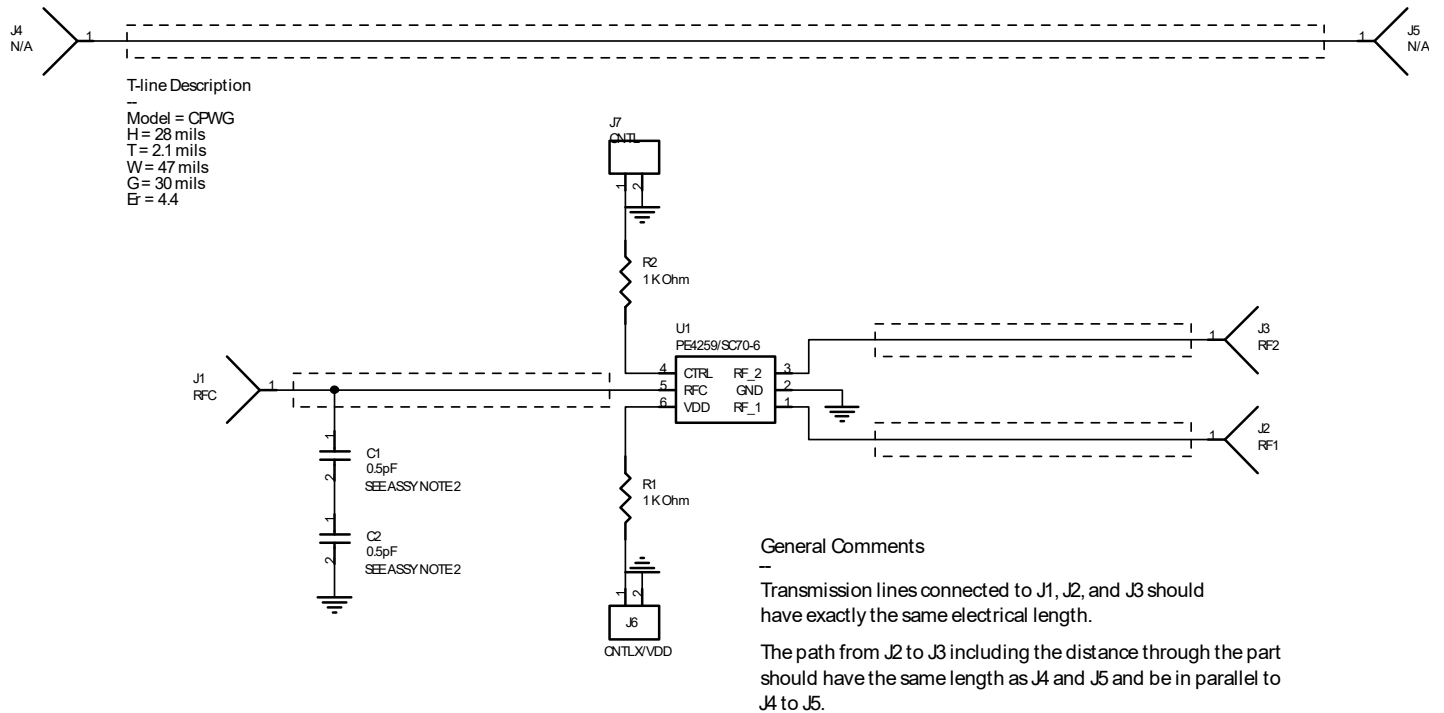 J4
N/A
1
1
J5
N/A
T-line Description
--
Model = CPWG
H = 28 mils
T = 2.1 mils
W = 47 mils
G = 30 mils
Er = 4.4
J7
CNTL
1
2
R2
1 K Ohm
U1
PE4259/SC70-6
4
CTRL
RF_2
3
5
RFC
GND
2
6
VDD
RF_1
1
1
J3
RF2
J1
RFC
1
1
J2
RF1
1
2
C1
0.5pF
SEE ASSY NOTE 2
1
2
C2
0.5pF
SEE ASSY NOTE 2
R1
1 K Ohm
1
2
J6
CNTLX/VDD
General Comments
--
Transmission lines connected to J1, J2, and J3 should
have exactly the same electrical length.
The path from J2 to J3 including the distance through the part
should have the same length as J4 and J5 and be in parallel to
J4 to J5.